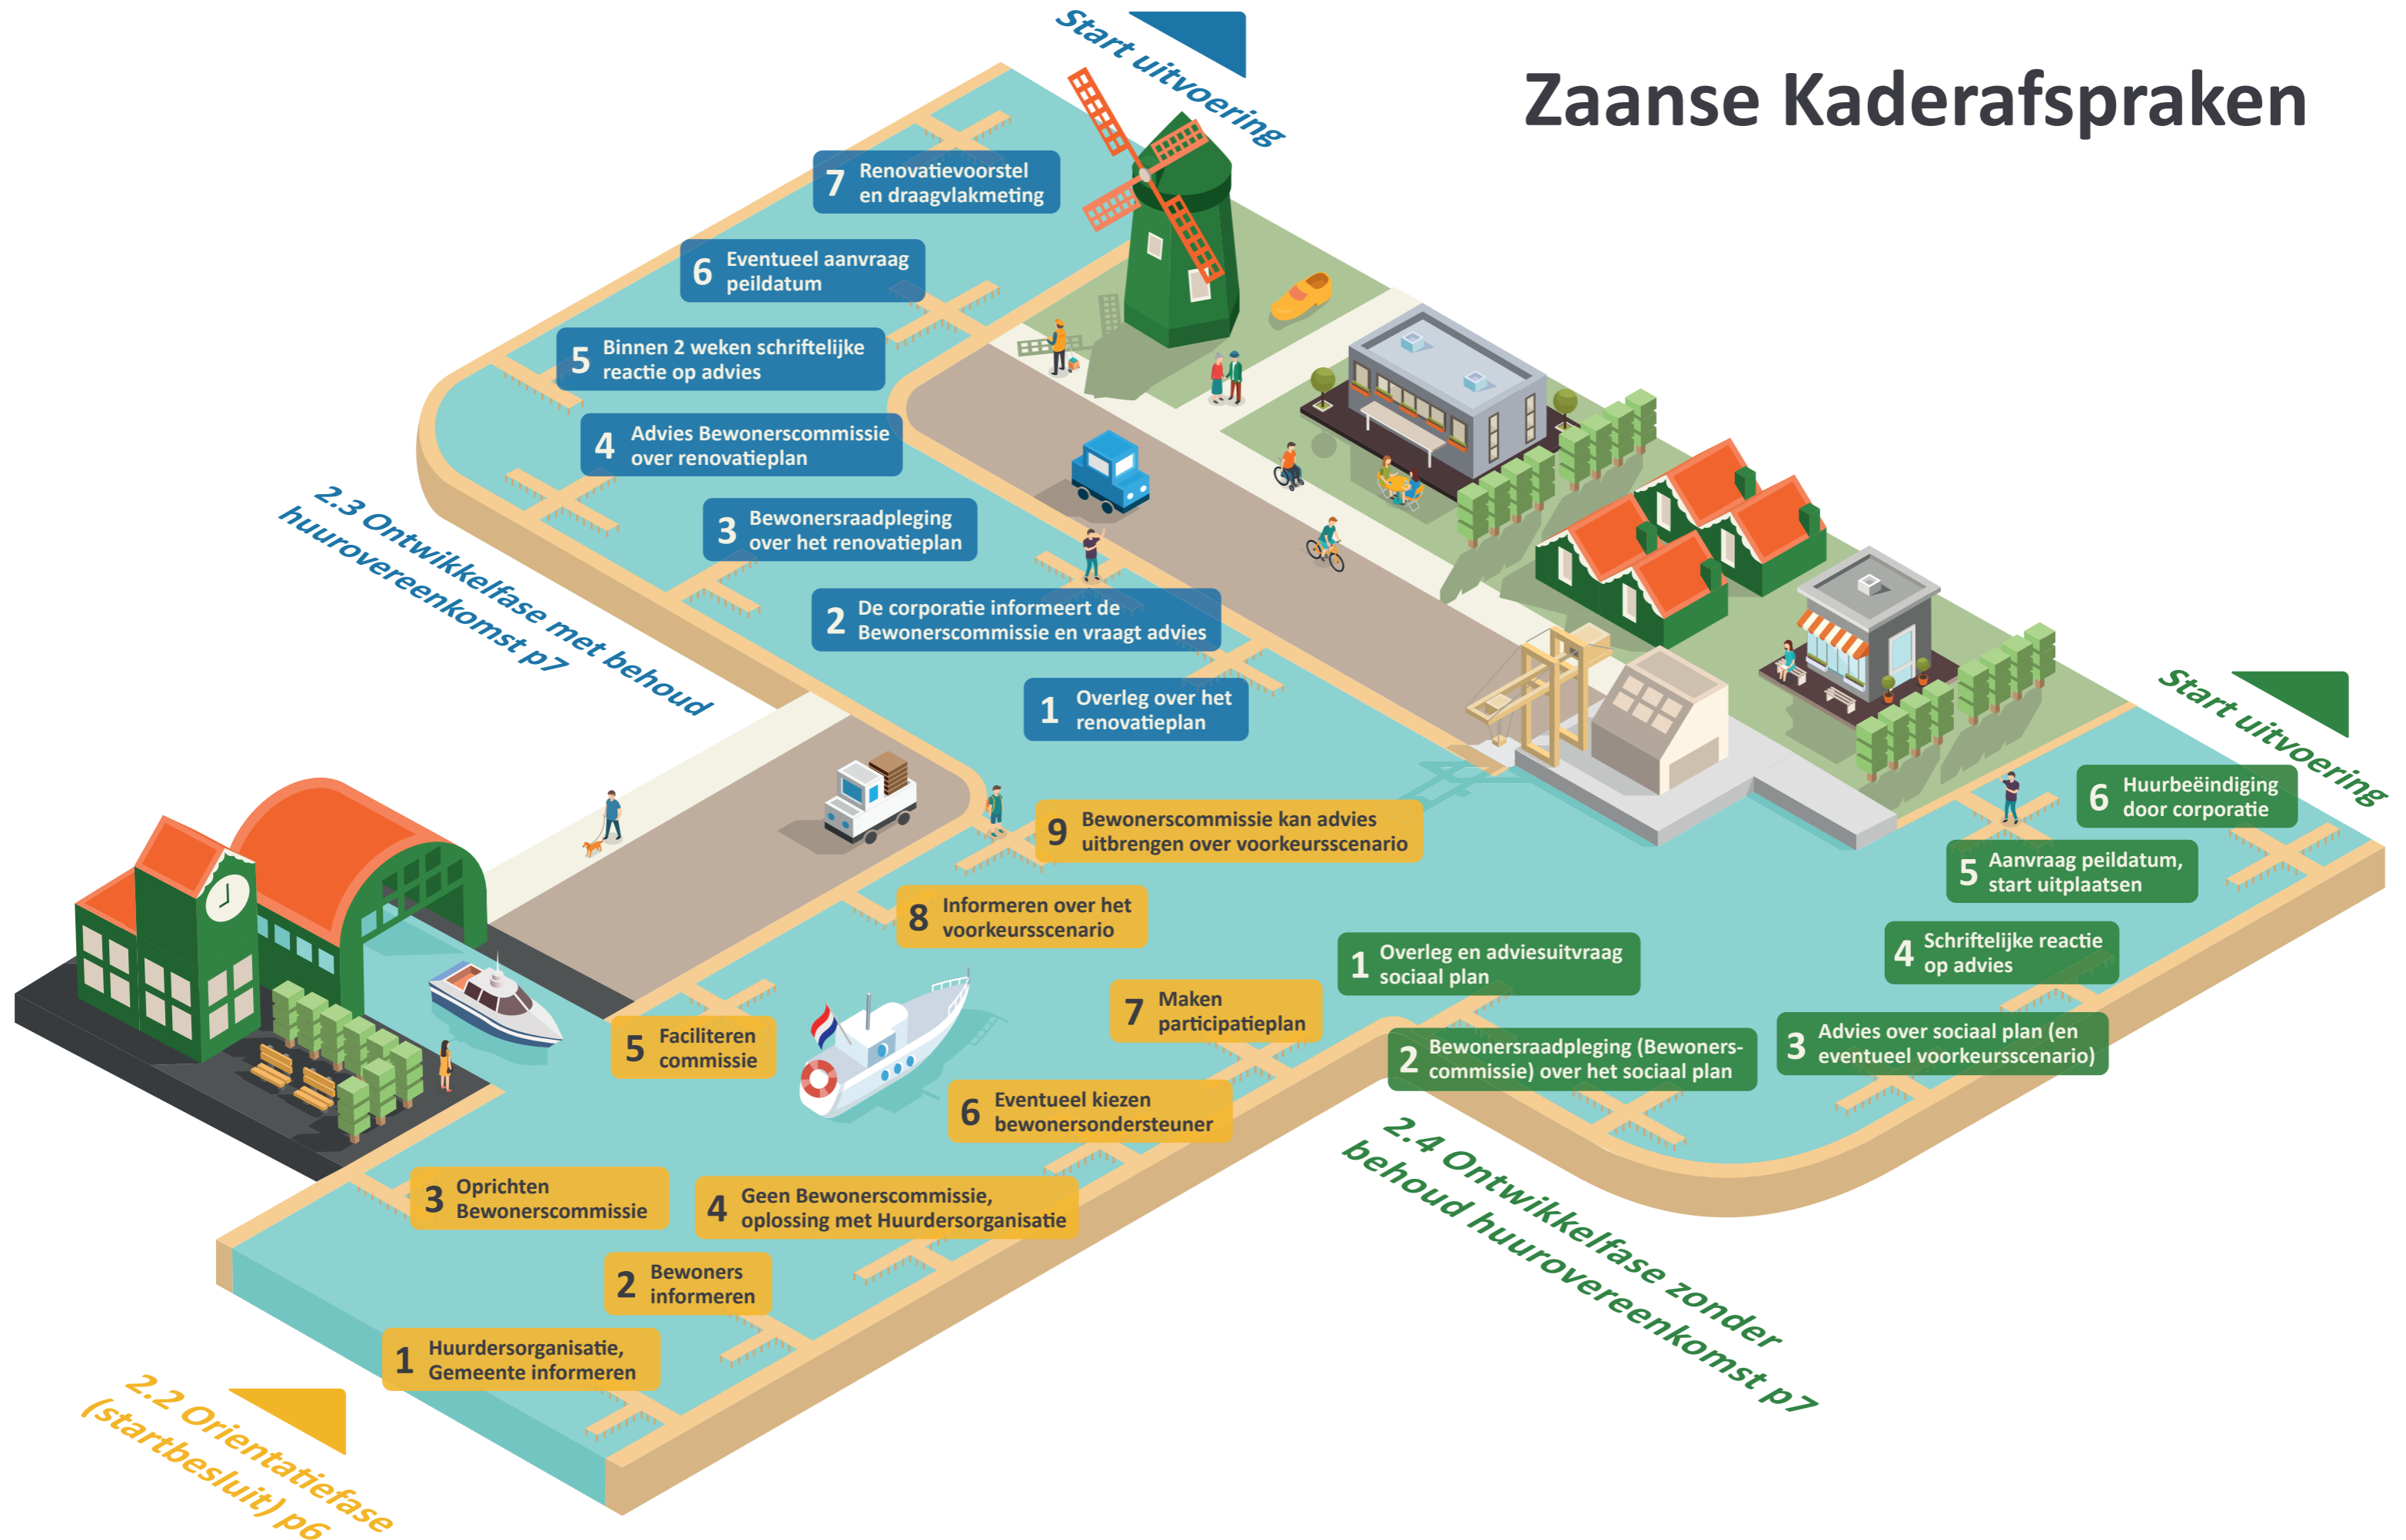 Zaanse Kaderafspraken
Start uitvoering
7 Renovatievoorstel
en draagvlakmeting
6 Eventueel aanvraag
peildatum
5 Binnen 2 weken schriftelijke
reactie op advies
4 Advies Bewonerscommissie
over renovatieplan
3 Bewonersraadpleging
over het renovatieplan
2 De corporatie informeert de
Bewonerscommissie en vraagt advies
1 Overleg over het
renovatieplan
2.3 Ontwikkelfase met behoud
huurovereenkomst p7
Start uitvoering
6 Huurbeëindiging
door corporatie
5 Aanvraag peildatum,
start uitplaatsen
4 Schriftelijke reactie
op advies
3 Advies over sociaal plan (en
eventueel voorkeursscenario)
2 Bewonersraadpleging (Bewoners-
commissie) over het sociaal plan
1 Overleg en adviesuitvraag
sociaal plan
2.4 Ontwikkelfase zonder
behoud huurovereenkomst p7
9 Bewonerscommissie kan advies
uitbrengen over voorkeursscenario
8 Informeren over het
voorkeursscenario
7 Maken
participatieplan
6 Eventueel kiezen
bewonersondersteuner
5 Faciliteren
commissie
4 Geen Bewonerscommissie,
oplossing met Huurdersorganisatie
3 Oprichten
Bewonerscommissie
2 Bewoners
informeren
1 Huurdersorganisatie,
Gemeente informeren
2.2 Orientatiefase
(startbesluit) p6